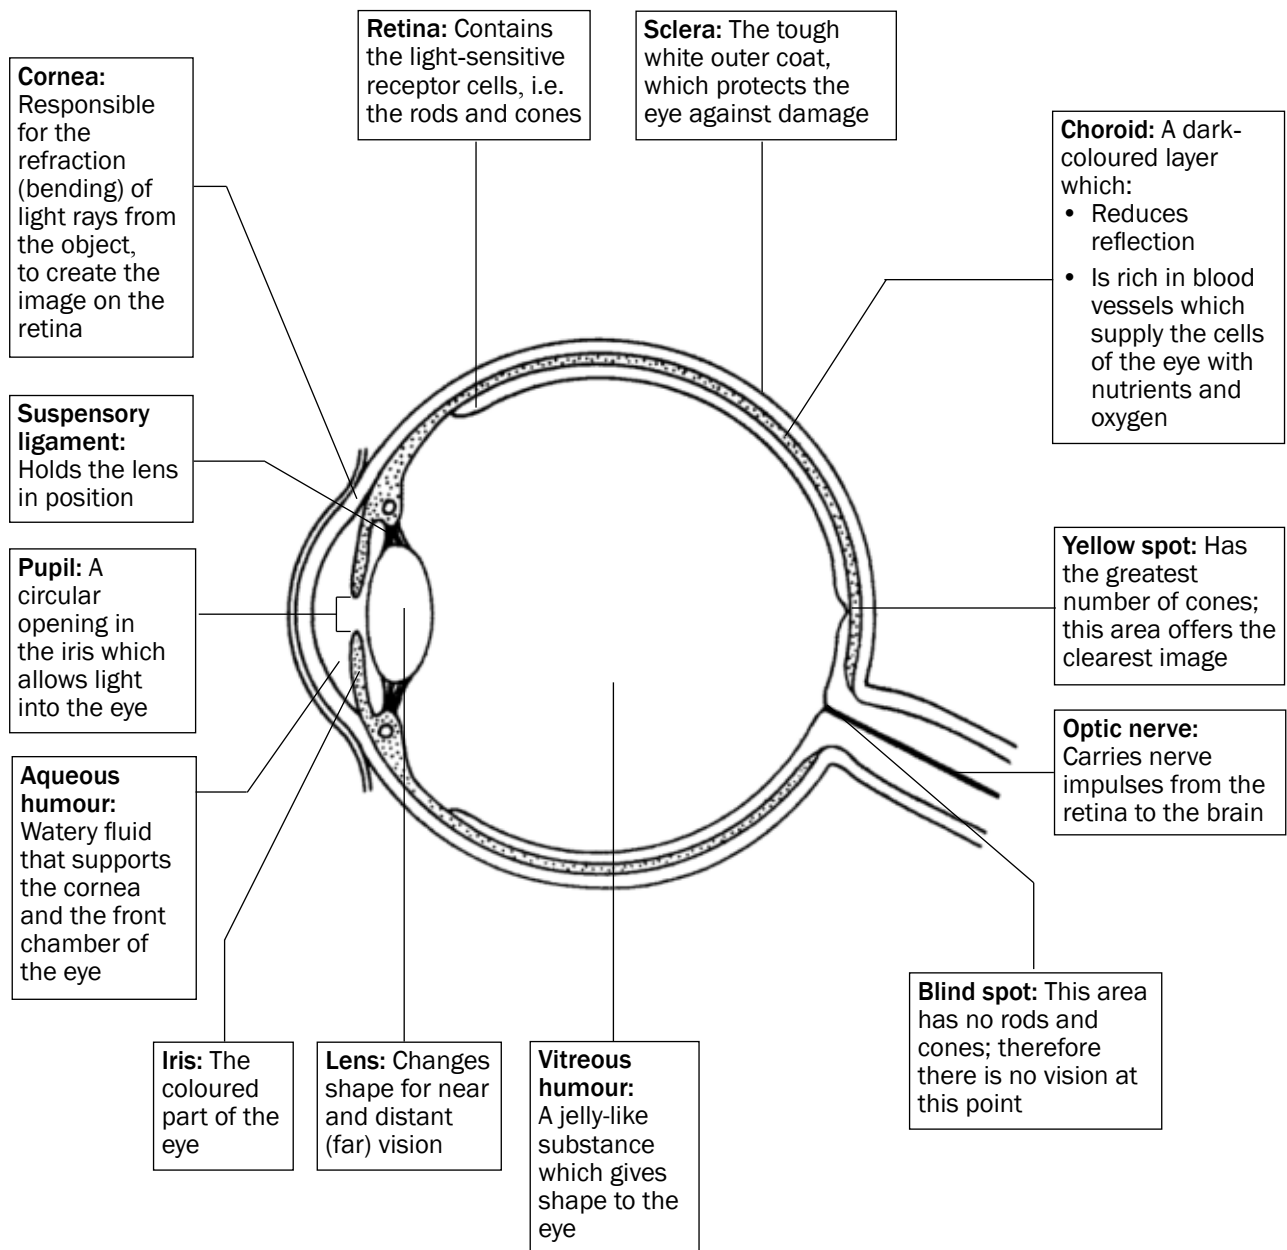 Retina: Contains
the light-sensitive
receptor cells, i.e.
the rods and cones
Sclera: The tough
white outer coat,
which protects the
eye against damage
Cornea:
Responsible
for the
refraction
(bending) of
light rays from
the object,
to create the
image on the
retina
Choroid: A dark-
coloured layer
which:
• Reduces
reflection
• Is rich in blood
vessels which
supply the cells
of the eye with
nutrients and
oxygen
Suspensory
ligament:
Holds the lens
in position
Pupil: A
circular
opening in
the iris which
allows light
into the eye
Yellow spot: Has
the greatest
number of cones;
this area offers the
clearest image
Optic nerve:
Carries nerve
impulses from the
retina to the brain
Aqueous
humour:
Watery fluid
that supports
the cornea
and the front
chamber of
the eye
Blind spot: This area
has no rods and
cones; therefore
there is no vision at
this point
Iris: The
coloured
part of the
eye
Lens: Changes
shape for near
and distant
(far) vision
Vitreous
humour:
A jelly-like
substance
which gives
shape to the
eye